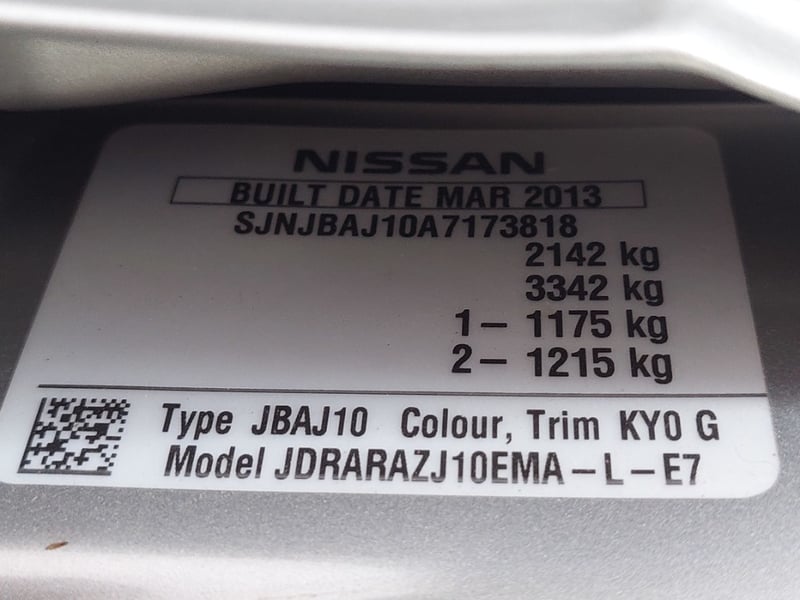 NISSAN
BUILT DATE MAR 2013
SJNJBAJ10A7173818
2142 kg
3342 kg
1– 1175 kg
2– 1215 kg
Type JBAJ10 Colour, Trim KY0 G
Model JDRARAZJ10EMA – L – E7